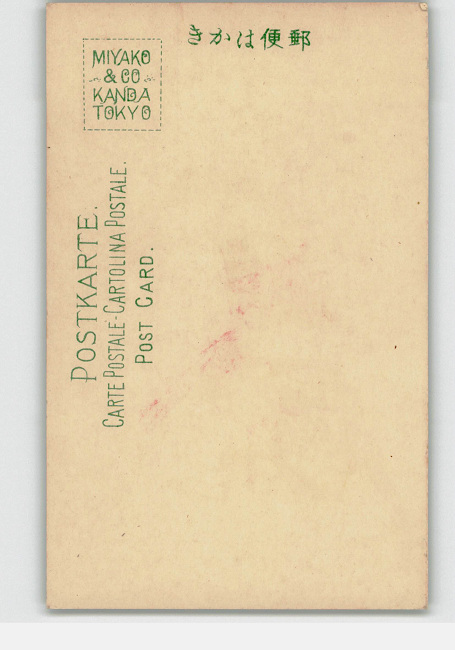 きかは便郵
MIYAKO
& CO
KANDA
TOKYO
POSTKARTE.
CARTE POSTALE-CARTOLINA POSTALE.
POST CARD.